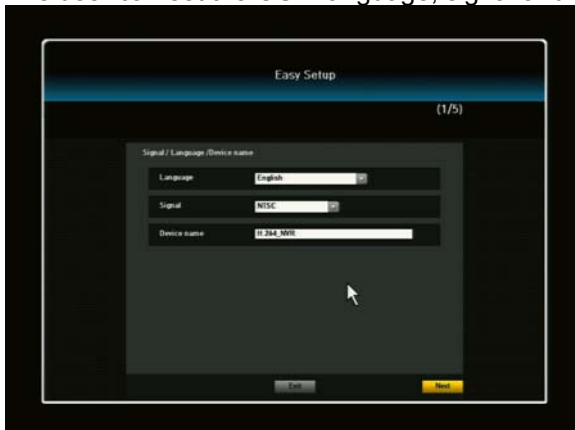 Easy Setup
(1/5)
Signal / Language /Device name
Language English
Signal NTSC
Device name H.264_NVR
Exit Next